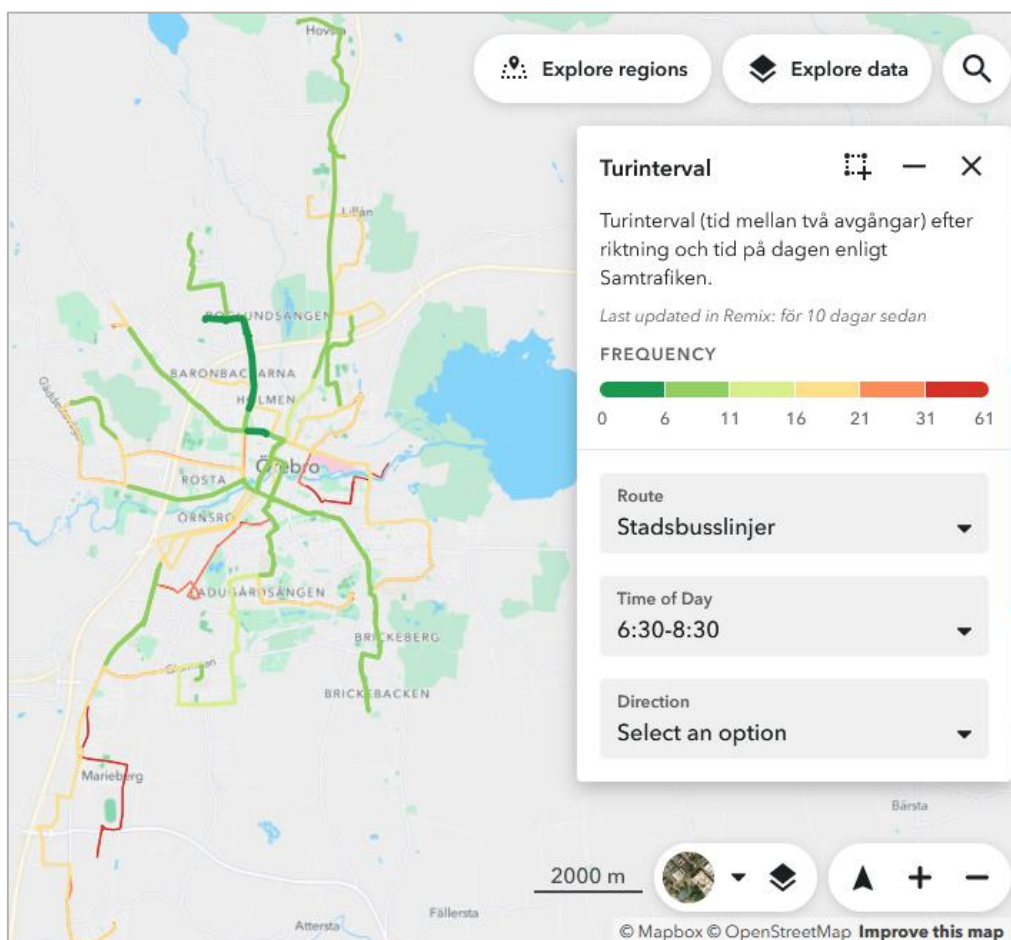 Hovsta
Explore regions
Explore data
Turinterval
Turinterval (tid mellan två avgångar) efter
riktning och tid på dagen enligt
Samtrafiken.
Last updated in Remix: för 10 dagar sedan
FREQUENCY
0 6 11 16 21 31 61
Route
Stadsbusslinjer
Time of Day
6:30-8:30
Direction
Select an option
Lillån
BARONBACKARNA
HOLMEN
Örebro
ROSTA
LADUGÅRDSÄNGEN
BRICKEBERG
BRICKEBACKEN
Marieberg
Bärsta
2000 m
Fällersta
Attersta
© Mapbox © OpenStreetMap Improve this map